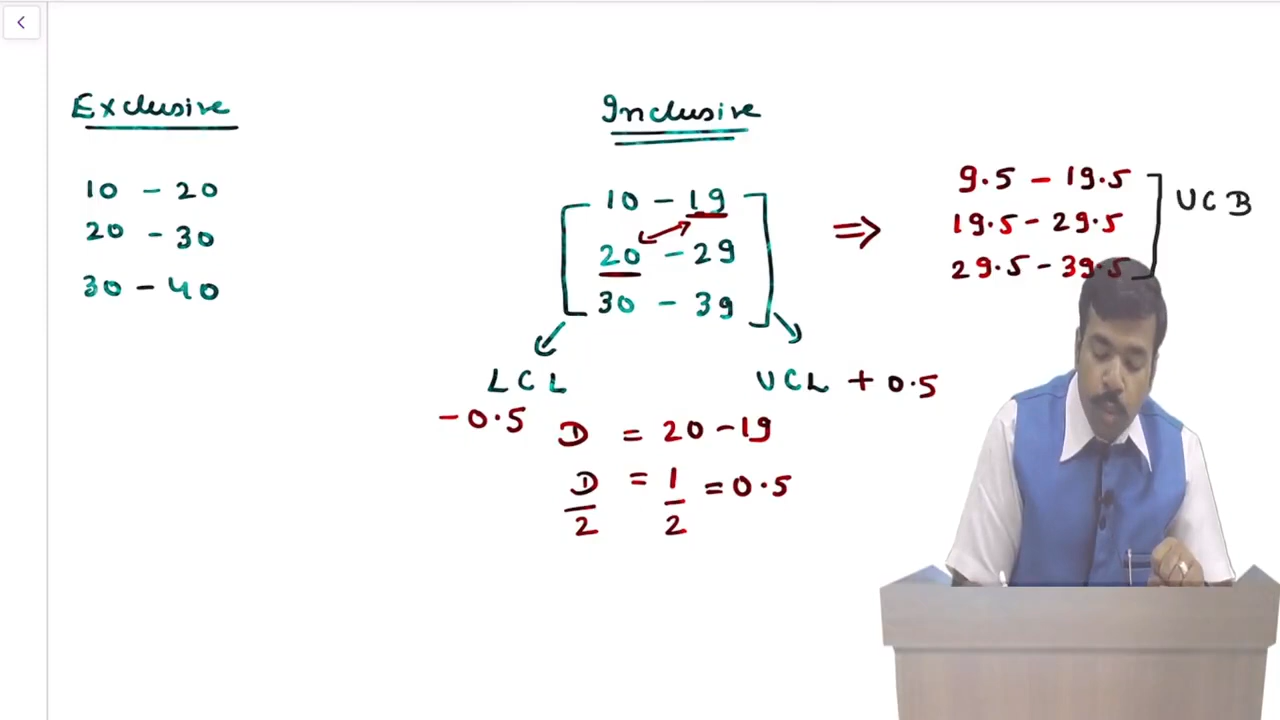 Exclusive
10 - 20
20 - 30
30 - 40
Inclusive
10 - 19
20 - 29
30 - 39
LCL
- 0.5
UCL + 0.5
D = 20 - 19
D/2 = 1/2 = 0.5
⇒
9.5 - 19.5
19.5 - 29.5
29.5 - 39.5
UCB